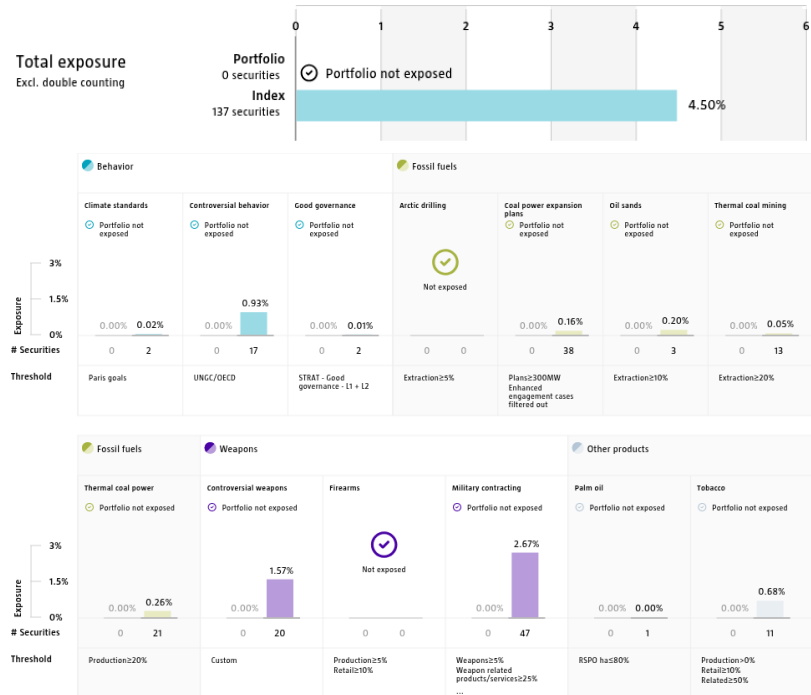 0 1 2 3 4 5 6
Total exposure
Excl. double counting
Portfolio
0 securities
Portfolio not exposed
Index
137 securities
4.50%
Behavior
Fossil fuels
Climate standards
Controversial behavior
Good governance
Arctic drilling
Coal power expansion
plans
Oil sands
Thermal coal mining
Portfolio not
exposed
Portfolio not
exposed
Portfolio not
exposed
Portfolio not
exposed
Portfolio not
exposed
Portfolio not
exposed
Not exposed
Exposure
3%
1.5%
0%
0.00% 0.02%
0.00% 0.93%
0.00% 0.01%
0.00% 0.16%
0.00% 0.20%
0.00% 0.05%
# Securities 0 2 0 17 0 2 0 0 0 38 0 3 0 13
Threshold
Paris goals
UNGC/OECD
STRAT - Good
governance - L1 + L2
Extraction≥5%
Plans≥300MW
Enhanced
engagement cases
filtered out
Extraction≥10%
Extraction≥20%
Fossil fuels
Weapons
Other products
Thermal coal power
Controversial weapons
Firearms
Military contracting
Palm oil
Tobacco
Portfolio not exposed
Portfolio not exposed
Portfolio not exposed
Portfolio not exposed
Portfolio not exposed
Not exposed
Exposure
3%
1.5%
0%
0.00% 0.26%
0.00% 1.57%
0.00% 2.67%
0.00% 0.00%
0.00% 0.68%
# Securities 0 21 0 20 0 0 0 47 0 1 0 11
Threshold
Production≥20%
Custom
Production≥5%
Retail≥10%
Weapons≥5%
Weapon related
products/services≥25%
...
RSPO ha≤80%
Production>0%
Retail≥10%
Related≥50%